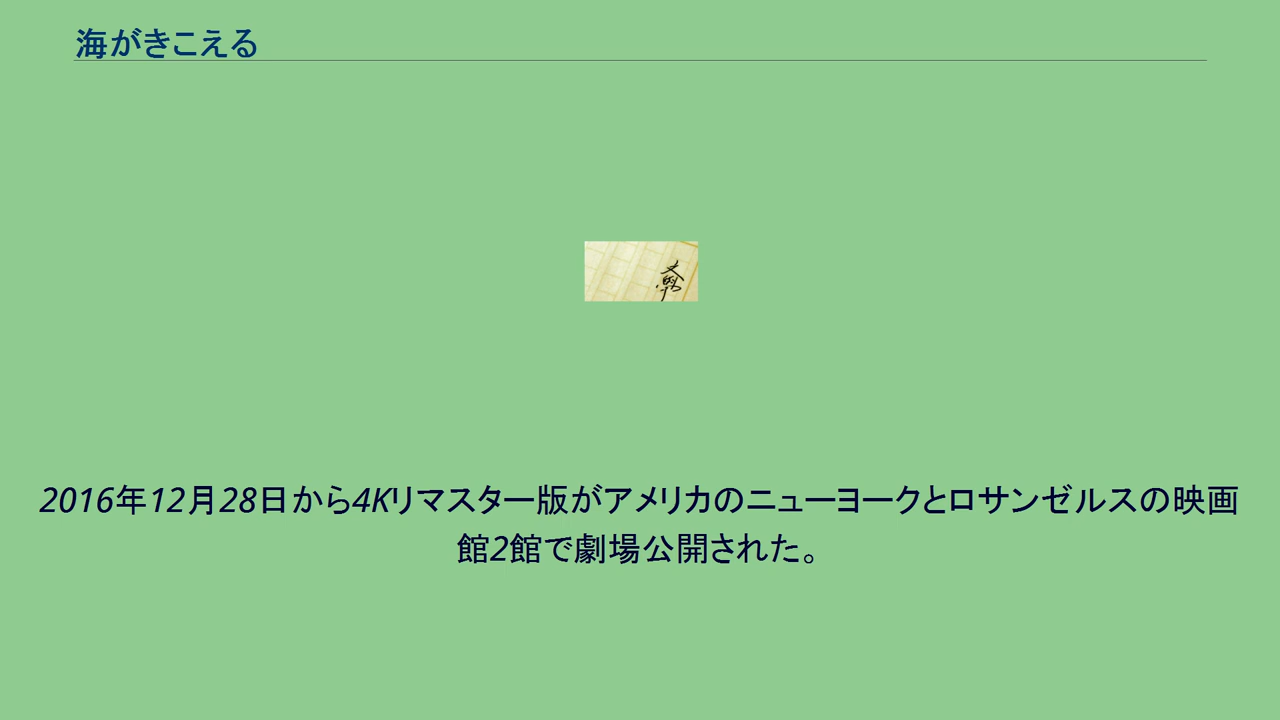 海がきこえる
2016年12月28日から4Kリマスター版がアメリカのニューヨークとロサンゼルスの映画
館2館で劇場公開された。